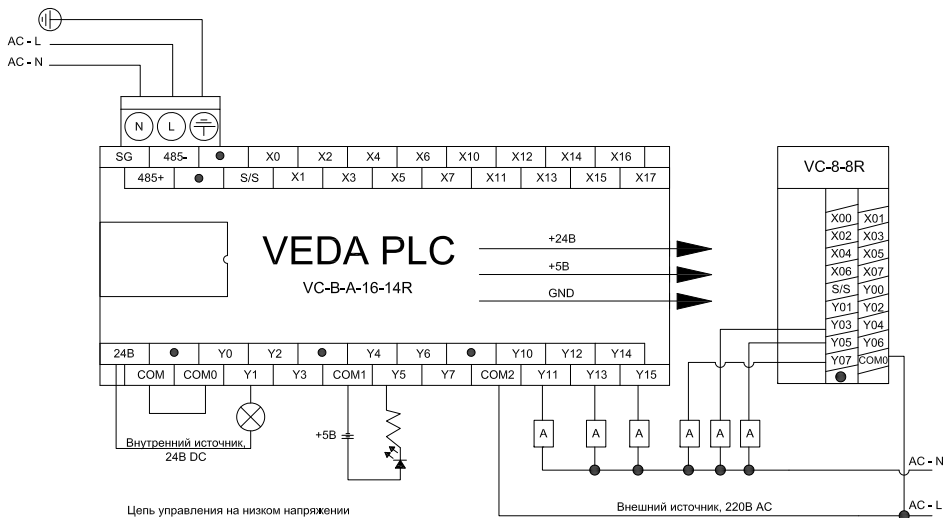 AC - L
AC - N
N L
SG 485- X0 X2 X4 X6 X10 X12 X14 X16
485+ S/S X1 X3 X5 X7 X11 X13 X15 X17
VEDA PLC
VC-B-A-16-14R
+24В
+5В
GND
24В Y0 Y2 Y4 Y6 Y10 Y12 Y14
COM COM0 Y1 Y3 COM1 Y5 Y7 COM2 Y11 Y13 Y15
VC-8-8R
X00 X01
X02 X03
X04 X05
X06 X07
S/S Y00
Y01 Y02
Y03 Y04
Y05 Y06
Y07 COM0
+5В
A A A A A A
Внутренний источник,
24В DC
AC - N
Внешний источник, 220В AC
AC - L
Цепь управления на низком напряжении